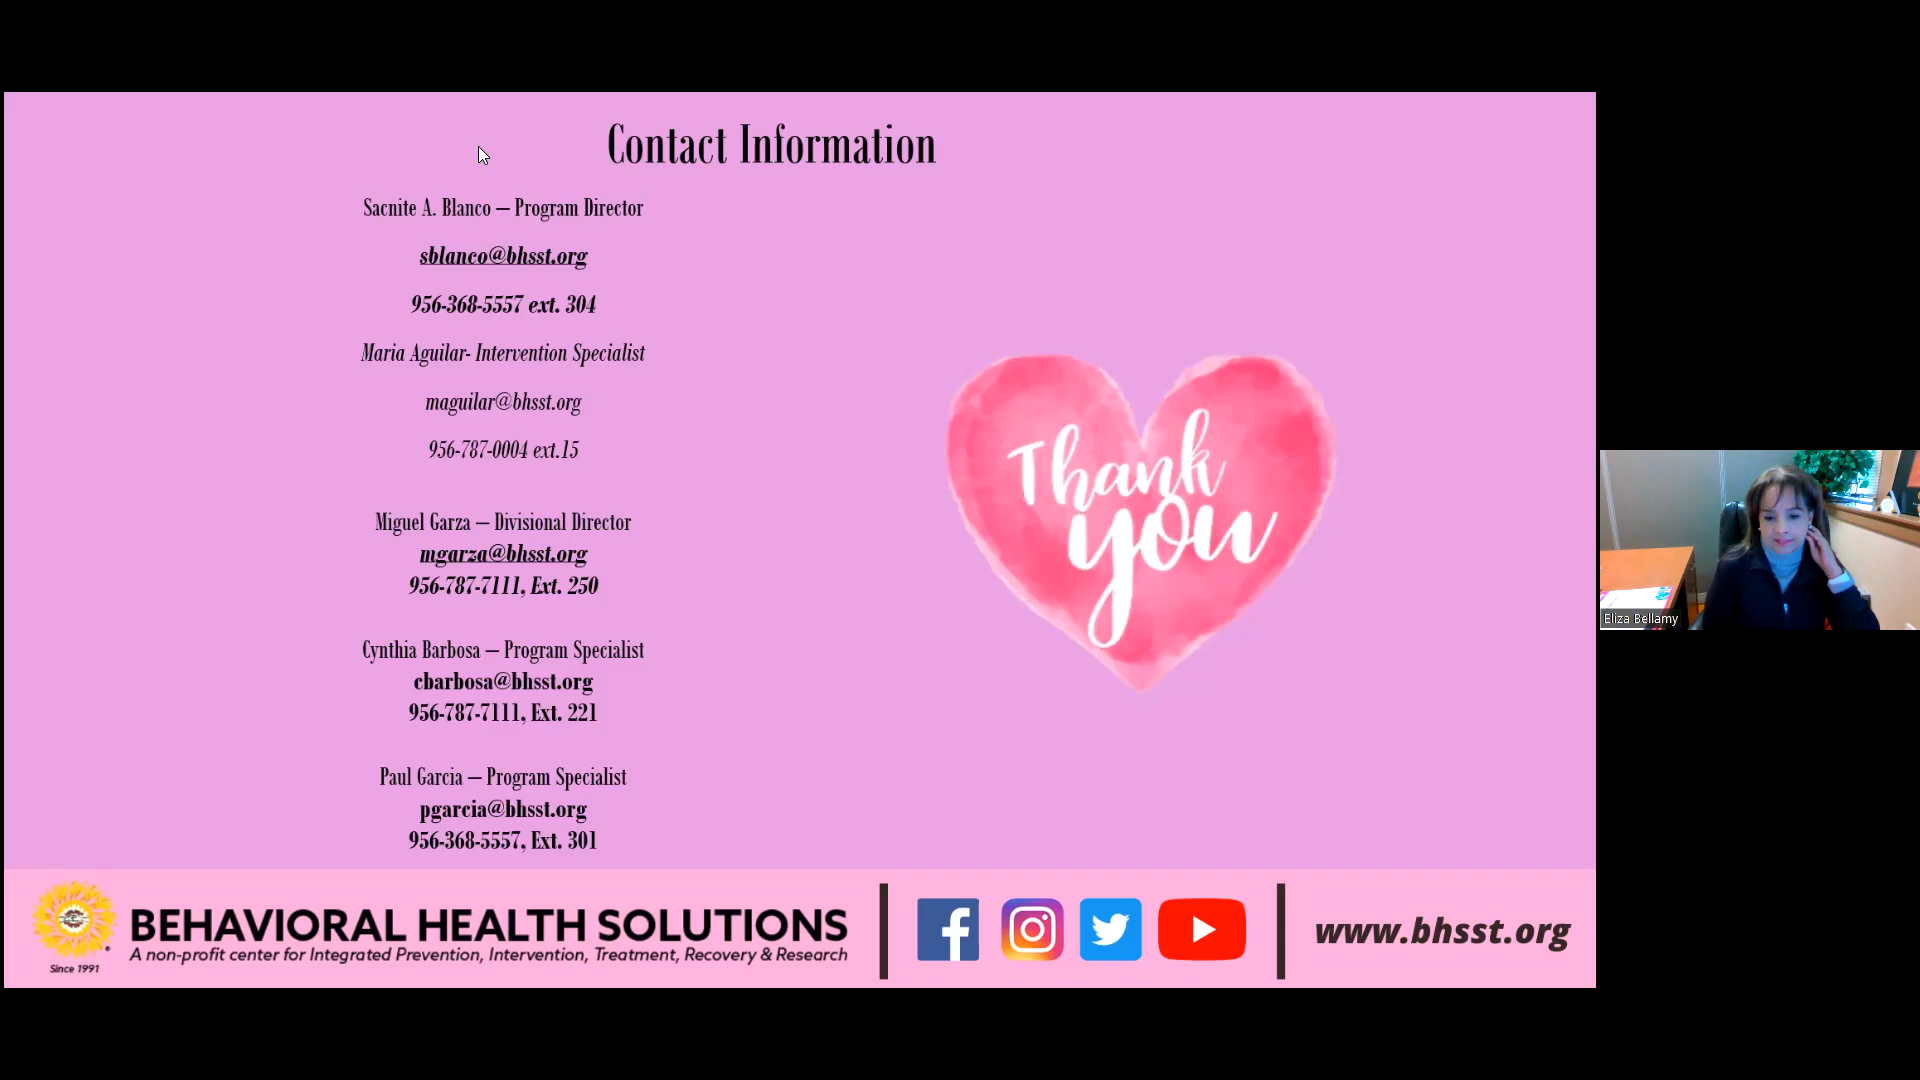 Contact Information
Sacnite A. Blanco – Program Director
sblanco@bhsst.org
956-368-5557 ext. 304
Maria Aguilar- Intervention Specialist
maguilar@bhsst.org
956-787-0004 ext.15
Miguel Garza – Divisional Director
mgarza@bhsst.org
956-787-7111, Ext. 250
Cynthia Barbosa – Program Specialist
cbarbosa@bhsst.org
956-787-7111, Ext. 221
Paul Garcia – Program Specialist
pgarcia@bhsst.org
956-368-5557, Ext. 301
Thank
you
Eliza Bellamy
BEHAVIORAL HEALTH SOLUTIONS
A non-profit center for Integrated Prevention, Intervention, Treatment, Recovery & Research
Since 1991
www.bhsst.org